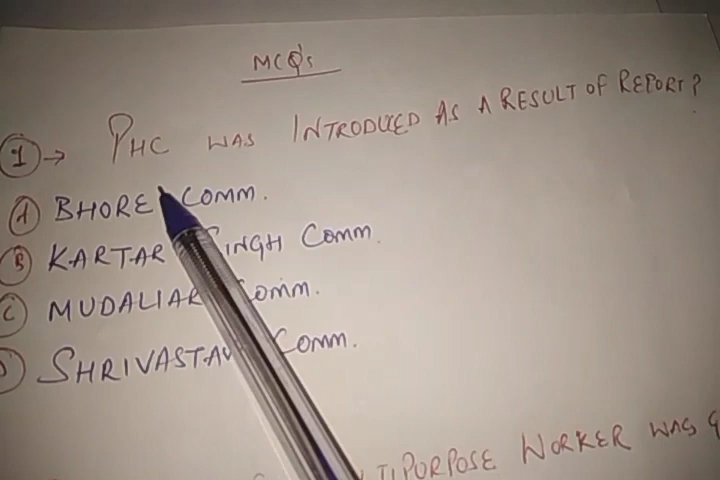 MCQ's
1 → PHC WAS INTRODUCED AS A RESULT OF REPORT?
A BHORE COMM.
B KARTAR SINGH COMM.
C MUDALIAR COMM.
SHRIVASTAV COMM.
TIPURPOSE WORKER WAS